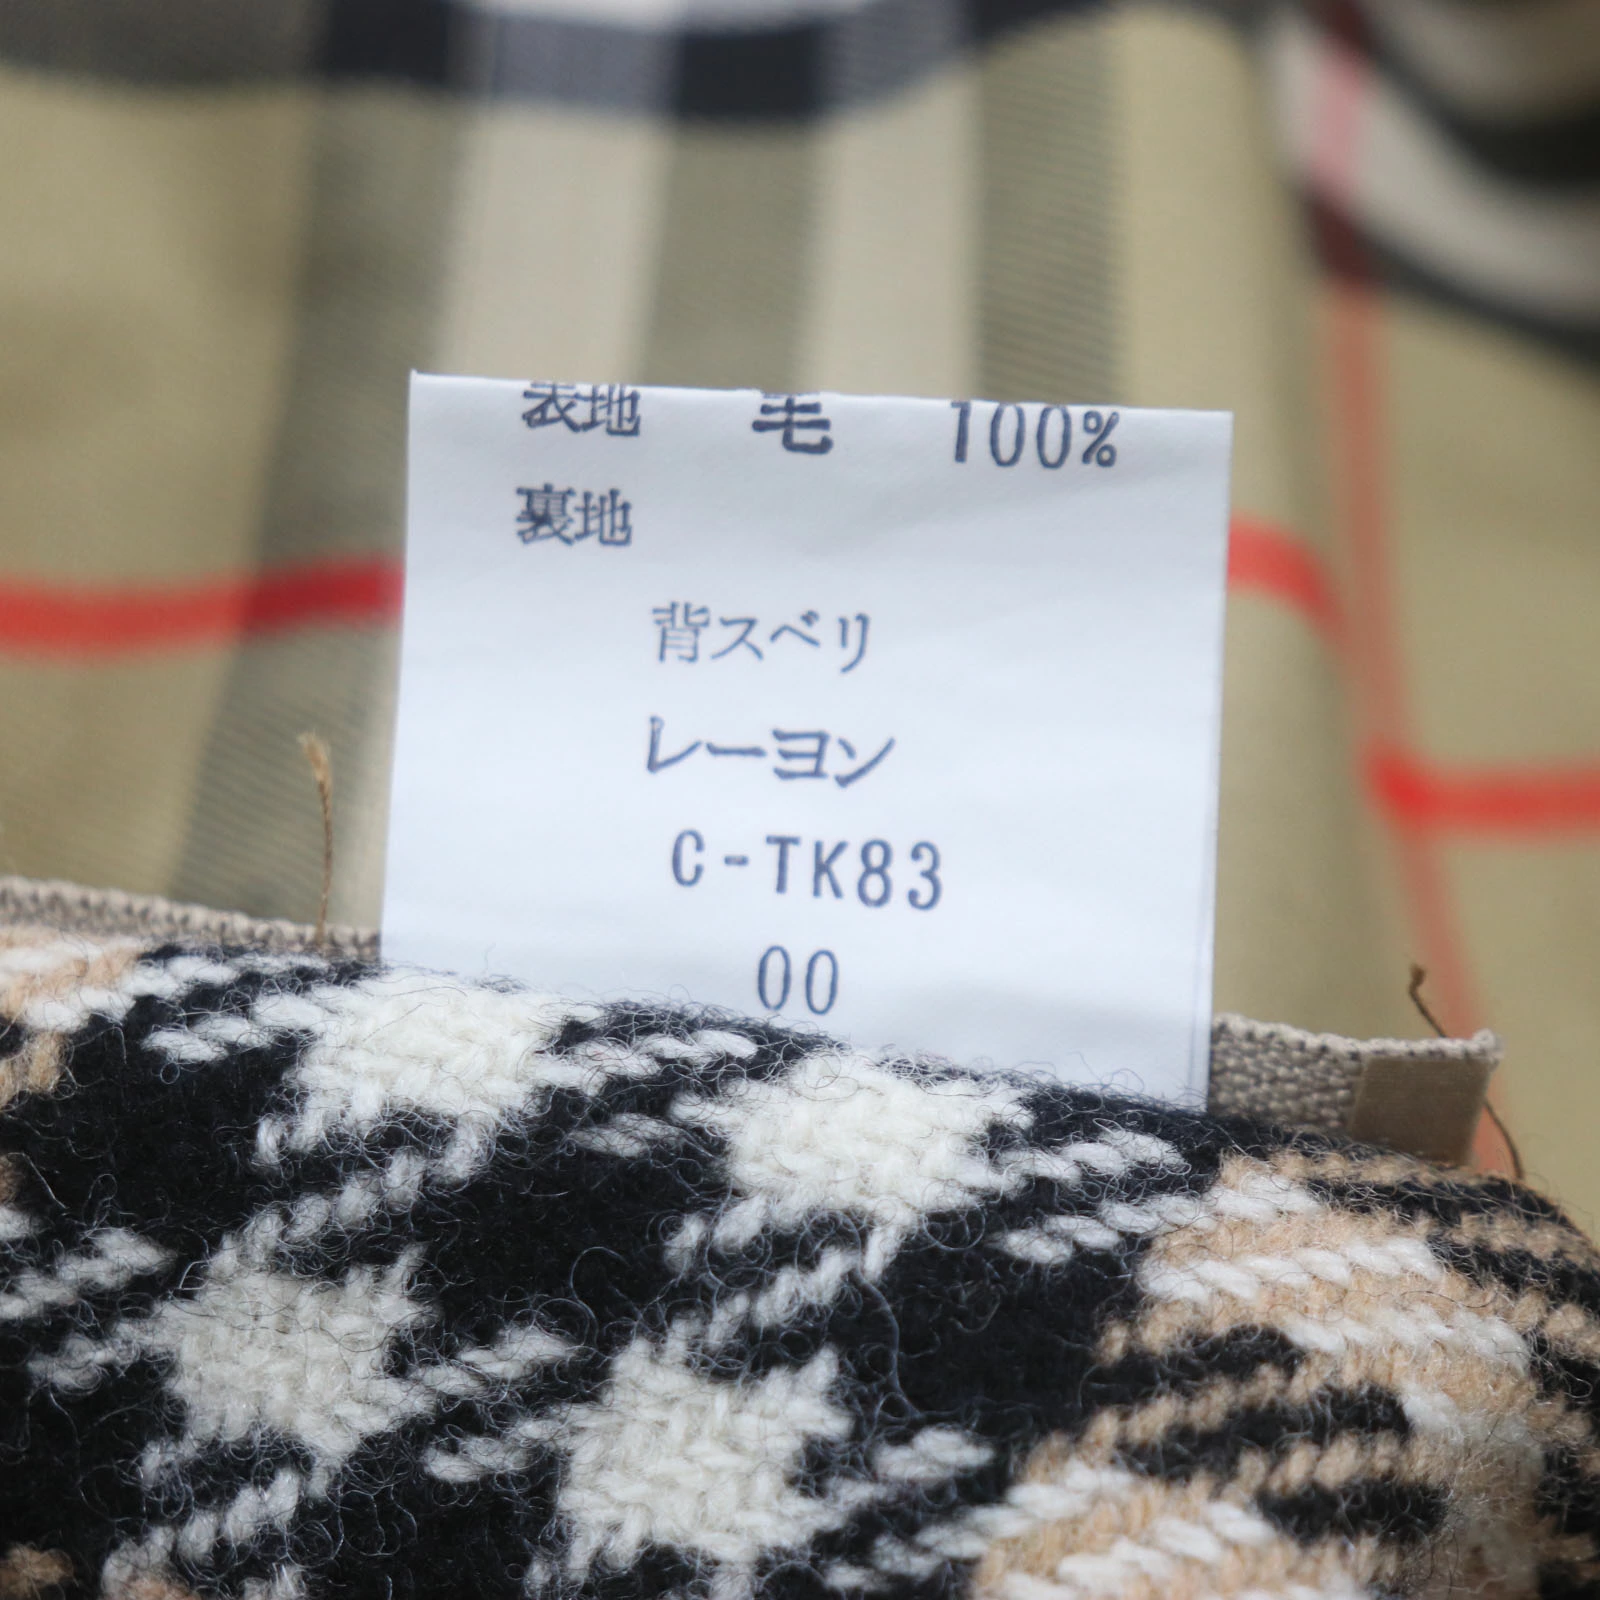 表地 毛 100%
裏地
背スベリ
レーヨン
C-TK83
00